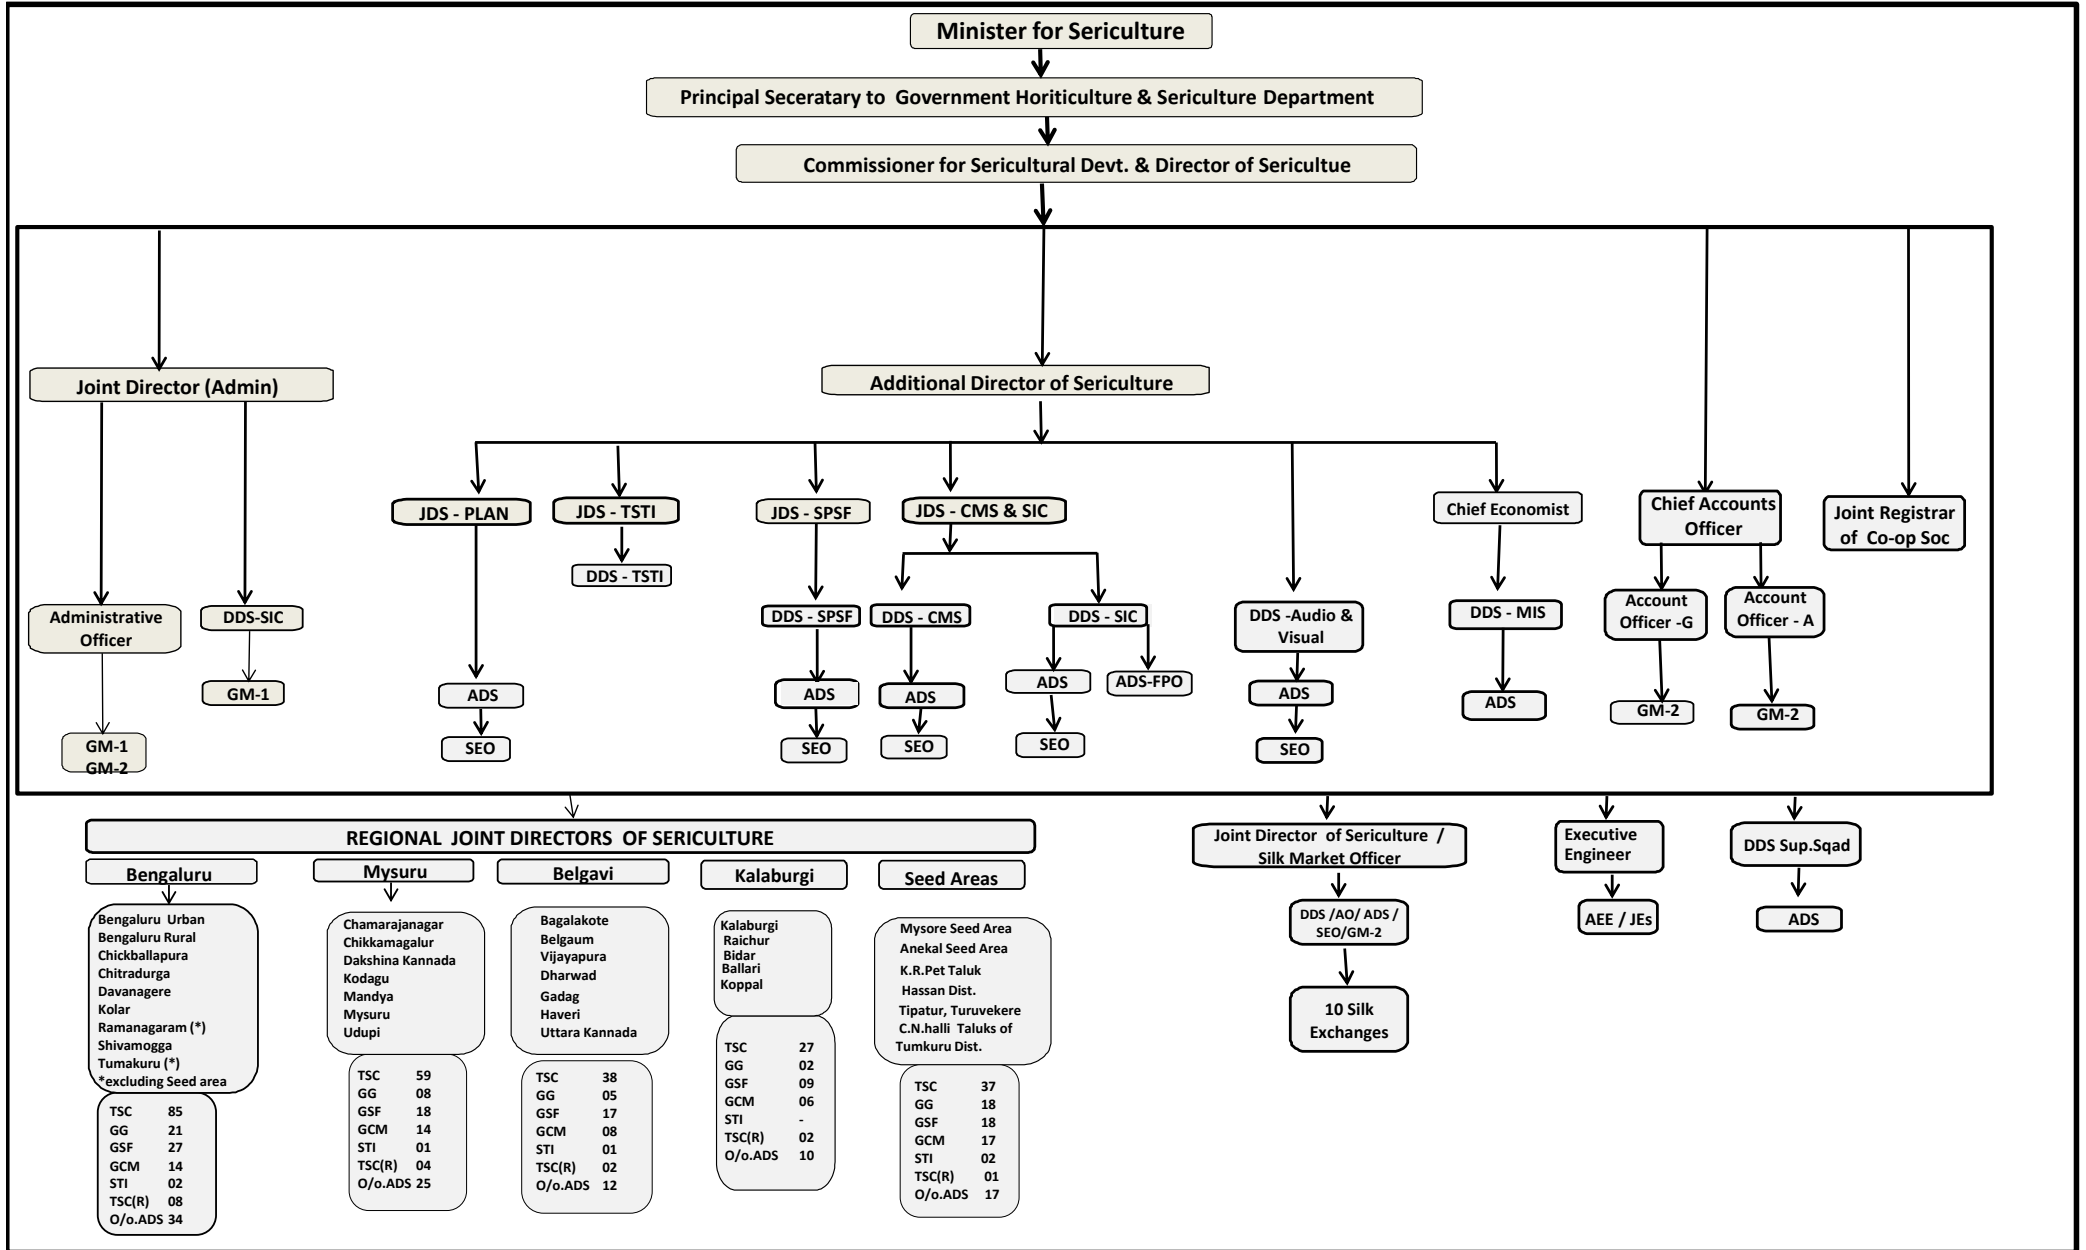 Minister for Sericulture
Principal Seceratary to Government Horiticulture & Sericulture Department
Commissioner for Sericultural Devt. & Director of Sericultue
Joint Director (Admin)
Additional Director of Sericulture
JDS - PLAN
JDS - TSTI
JDS - SPSF
JDS - CMS & SIC
Chief Economist
Chief Accounts
Officer
Joint Registrar
of Co-op Soc
DDS - TSTI
Administrative
Officer
DDS-SIC
DDS - SPSF
DDS - CMS
DDS - SIC
DDS -Audio &
Visual
DDS - MIS
Account
Officer -G
Account
Officer - A
GM-1
ADS
ADS
ADS
ADS
ADS-FPO
ADS
ADS
GM-2
GM-2
GM-1
GM-2
SEO
SEO
SEO
SEO
SEO
REGIONAL JOINT DIRECTORS OF SERICULTURE
Bengaluru
Bengaluru Urban
Bengaluru Rural
Chickballapura
Chitradurga
Davanagere
Kolar
Ramanagaram (*)
Shivamogga
Tumakuru (*)
*excluding Seed area
TSC 85
GG 21
GSF 27
GCM 14
STI 02
TSC(R) 08
O/o.ADS 34
Mysuru
Chamarajanagar
Chikkamagalur
Dakshina Kannada
Kodagu
Mandya
Mysuru
Udupi
TSC 59
GG 08
GSF 18
GCM 14
STI 01
TSC(R) 04
O/o.ADS 25
Belgavi
Bagalakote
Belgaum
Vijayapura
Dharwad
Gadag
Haveri
Uttara Kannada
TSC 38
GG 05
GSF 17
GCM 08
STI 01
TSC(R) 02
O/o.ADS 12
Kalaburgi
Kalaburgi
Raichur
Bidar
Ballari
Koppal
TSC 27
GG 02
GSF 09
GCM 06
STI -
TSC(R) 02
O/o.ADS 10
Seed Areas
Mysore Seed Area
Anekal Seed Area
K.R.Pet Taluk
Hassan Dist.
Tipatur, Turuvekere
C.N.halli Taluks of
Tumkuru Dist.
TSC 37
GG 18
GSF 18
GCM 17
STI 02
TSC(R) 01
O/o.ADS 17
Joint Director of Sericulture /
Silk Market Officer
DDS /AO/ ADS /
SEO/GM-2
10 Silk
Exchanges
Executive
Engineer
AEE / JEs
DDS Sup.Sqad
ADS